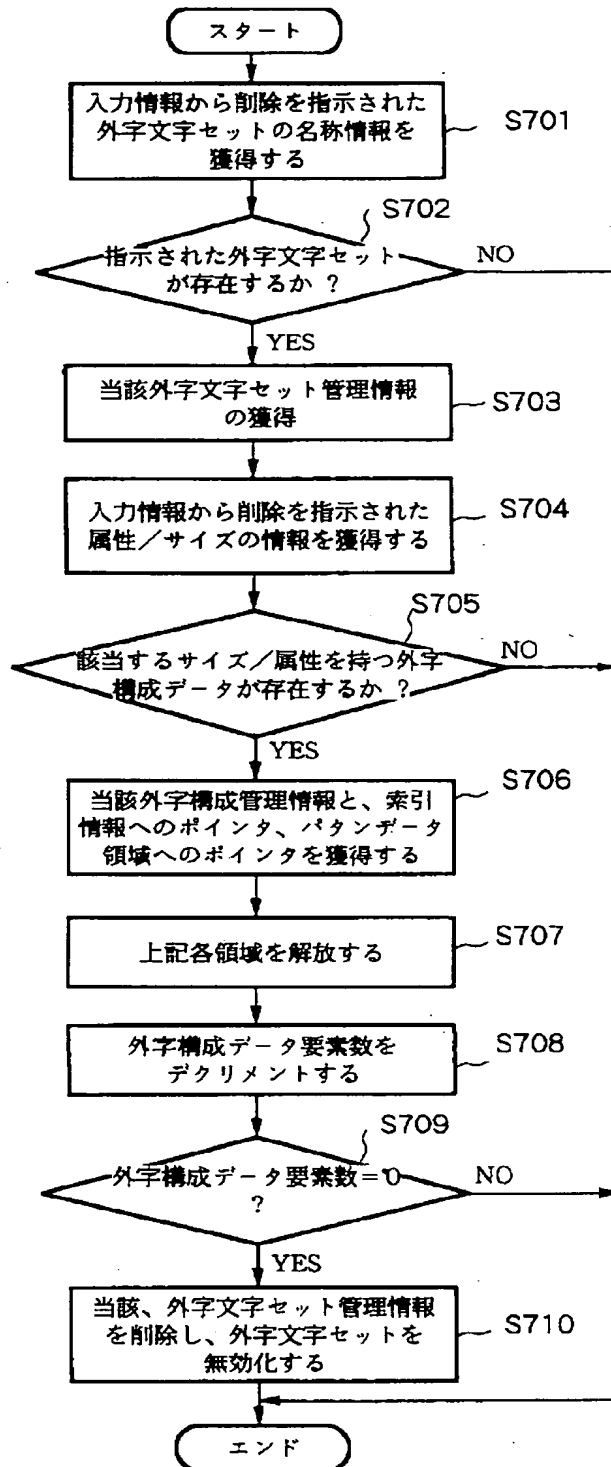 スタート
入力情報から削除を指示された
外字文字セットの名称情報を
獲得する
S701
S702
指示された外字文字セット
が存在するか ?
NO
YES
当該外字文字セット管理情報
の獲得
S703
入力情報から削除を指示された
属性／サイズの情報を獲得する
S704
S705
該当するサイズ／属性を持つ外字
構成データが存在するか ?
NO
YES
当該外字構成管理情報と、索引
情報へのポインタ、パタンデータ
領域へのポインタを獲得する
S706
上記各領域を解放する
S707
外字構成データ要素数を
デクリメントする
S708
S709
外字構成データ要素数=0
?
NO
YES
当該、外字文字セット管理情報
を削除し、外字文字セットを
無効化する
S710
エンド